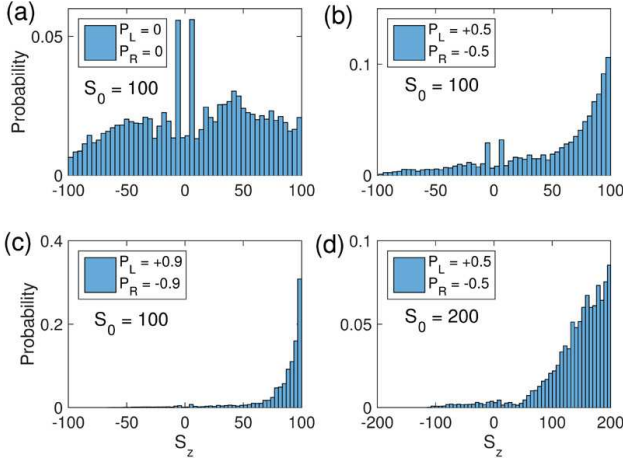 (a)
P_L = 0
P_R = 0
S_0 = 100
Probability
0.05
0
-100 -50 0 50 100
(b)
P_L = +0.5
P_R = -0.5
S_0 = 100
0.1
0
-100 -50 0 50 100
(c)
P_L = +0.9
P_R = -0.9
S_0 = 100
Probability
0.4
0.2
0
-100 -50 0 50 100
S_z
(d)
P_L = +0.5
P_R = -0.5
S_0 = 200
0.1
0.05
0
-200 -100 0 100 200
S_z